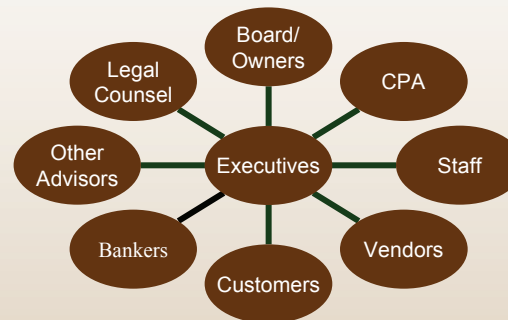 Board/
Owners
Legal
Counsel
CPA
Other
Advisors
Executives
Staff
Bankers
Vendors
Customers